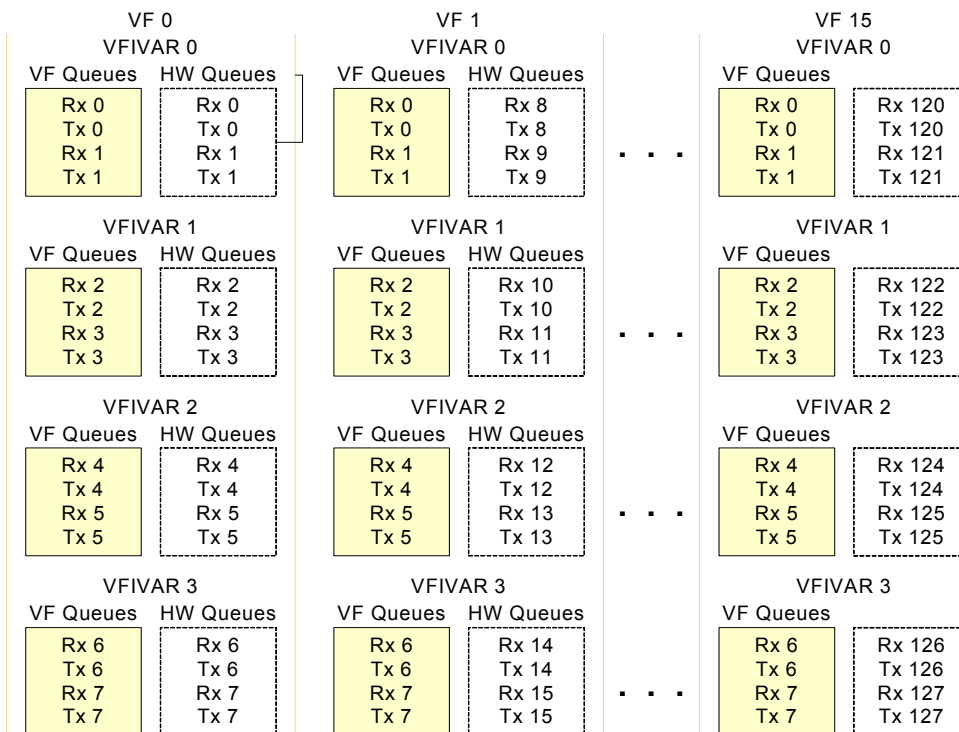 VF 0 VF 1 VF 15
VFIVAR 0 VFIVAR 0 VFIVAR 0
VF Queues HW Queues VF Queues HW Queues VF Queues
Rx 0 Rx 0 Rx 0 Rx 8 Rx 0 Rx 120
Tx 0 Tx 0 Tx 0 Tx 8 Tx 0 Tx 120
Rx 1 Rx 1 Rx 1 Rx 9 . . . Rx 1 Rx 121
Tx 1 Tx 1 Tx 1 Tx 9 Tx 1 Tx 121
VFIVAR 1 VFIVAR 1 VFIVAR 1
VF Queues HW Queues VF Queues HW Queues VF Queues
Rx 2 Rx 2 Rx 2 Rx 10 Rx 2 Rx 122
Tx 2 Tx 2 Tx 2 Tx 10 Tx 2 Tx 122
Rx 3 Rx 3 Rx 3 Rx 11 . . . Rx 3 Rx 123
Tx 3 Tx 3 Tx 3 Tx 11 Tx 3 Tx 123
VFIVAR 2 VFIVAR 2 VFIVAR 2
VF Queues HW Queues VF Queues HW Queues VF Queues
Rx 4 Rx 4 Rx 4 Rx 12 Rx 4 Rx 124
Tx 4 Tx 4 Tx 4 Tx 12 Tx 4 Tx 124
Rx 5 Rx 5 Rx 5 Rx 13 . . . Rx 5 Rx 125
Tx 5 Tx 5 Tx 5 Tx 13 Tx 5 Tx 125
VFIVAR 3 VFIVAR 3 VFIVAR 3
VF Queues HW Queues VF Queues HW Queues VF Queues
Rx 6 Rx 6 Rx 6 Rx 14 Rx 6 Rx 126
Tx 6 Tx 6 Tx 6 Tx 14 Tx 6 Tx 126
Rx 7 Rx 7 Rx 7 Rx 15 . . . Rx 7 Rx 127
Tx 7 Tx 7 Tx 7 Tx 15 Tx 7 Tx 127